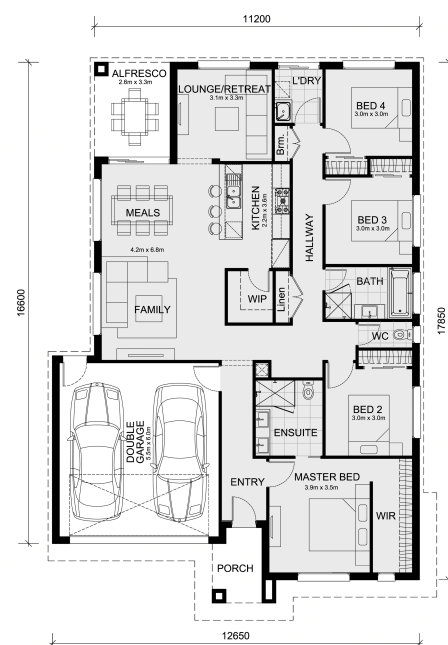 11200
ALFRESCO
2.6m x 3.3m
LOUNGE/RETREAT
3.1m x 3.3m
L'DRY
BED 4
3.0m x 3.0m
Brm.
MEALS
4.2m x 6.8m
KITCHEN
2.2m x 3.6m
HALLWAY
BED 3
3.0m x 3.0m
16600
17850
FAMILY
WIP
Linen
BATH
WC
DOUBLE
GARAGE
5.5m x 6.0m
ENSUITE
BED 2
3.0m x 3.0m
ENTRY
MASTER BED
3.9m x 3.5m
WIR
PORCH
12650